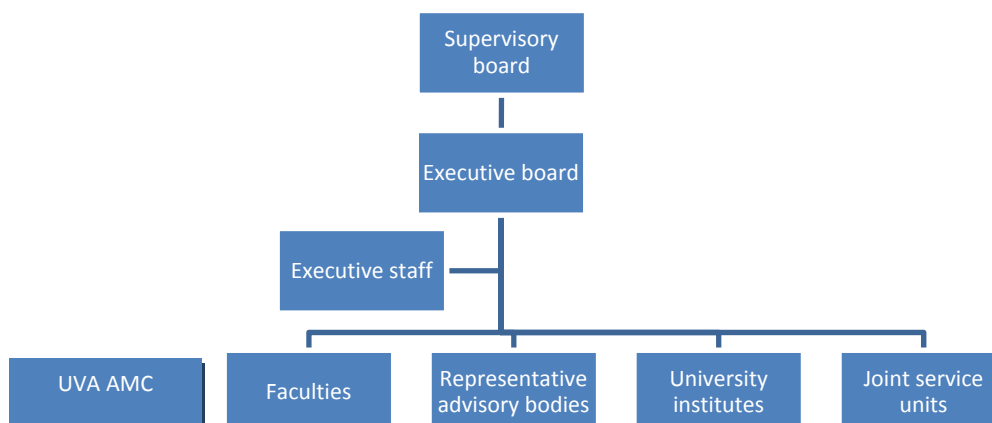 Supervisory
board
Executive board
Executive staff
UVA AMC
Faculties
Representative
advisory bodies
University
institutes
Joint service
units